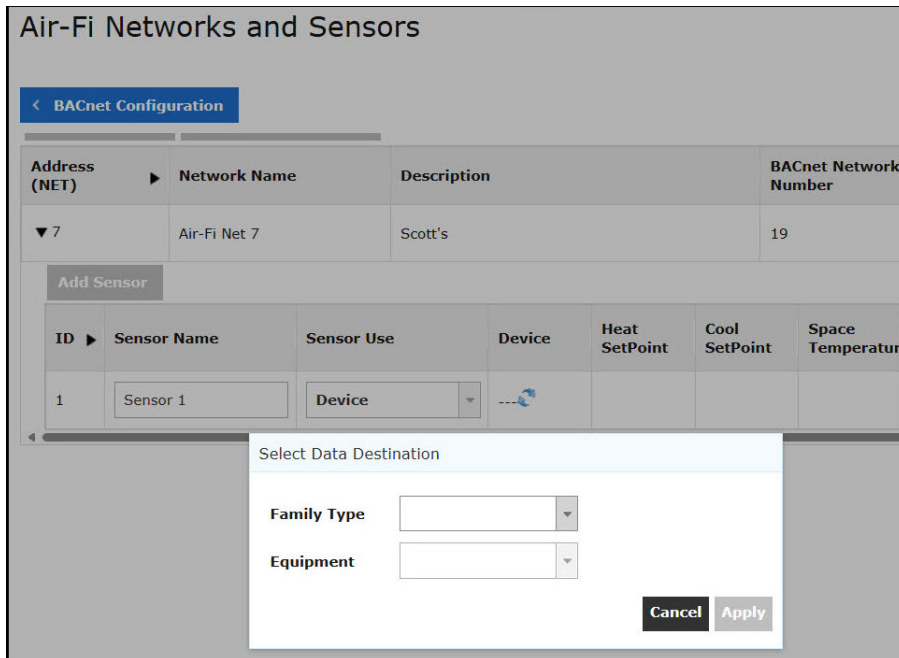 Air-Fi Networks and Sensors
BACnet Configuration
Address
(NET)
Network Name
Description
BACnet Network
Number
7
Air-Fi Net 7
Scott's
19
Add Sensor
ID
Sensor Name
Sensor Use
Device
Heat
SetPoint
Cool
SetPoint
Space
Temperatur
1
Sensor 1
Device
---
Select Data Destination
Family Type
Equipment
Cancel
Apply